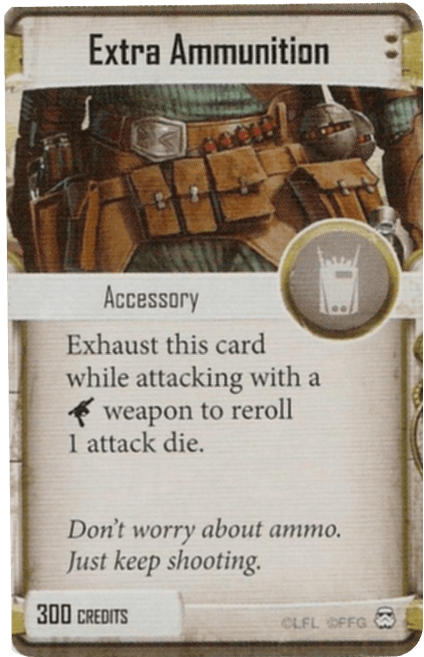 Extra Ammunition
Accessory
Exhaust this card
while attacking with a
weapon to reroll
1 attack die.
Don't worry about ammo.
Just keep shooting.
300 CREDITS
©LFL ©FFG